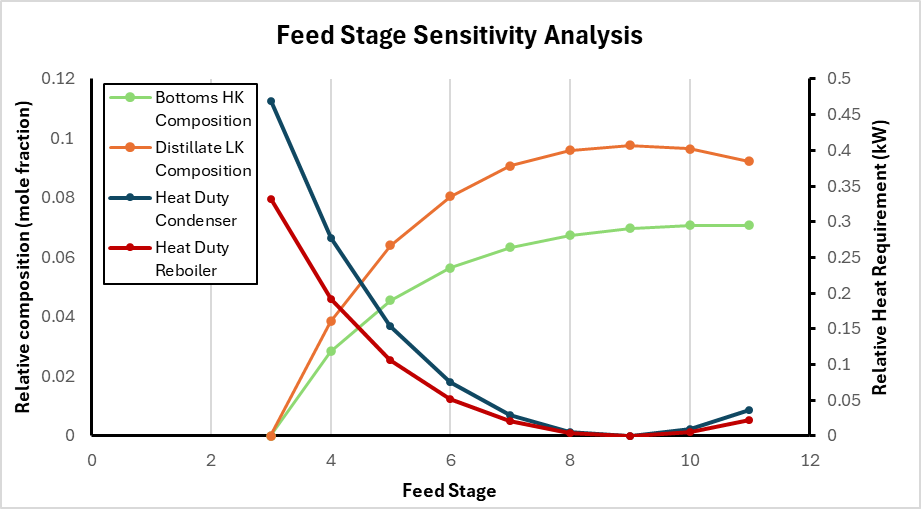 Feed Stage Sensitivity Analysis
Relative composition (mole fraction)
0.12
0.1
0.08
0.06
0.04
0.02
0
Bottoms HK
Composition
Distillate LK
Composition
Heat Duty
Condenser
Heat Duty
Reboiler
0.5
0.45
0.4
0.35
0.3
0.25
0.2
0.15
0.1
0.05
0
Relative Heat Requirement (kW)
0 2 4 6 8 10 12
Feed Stage